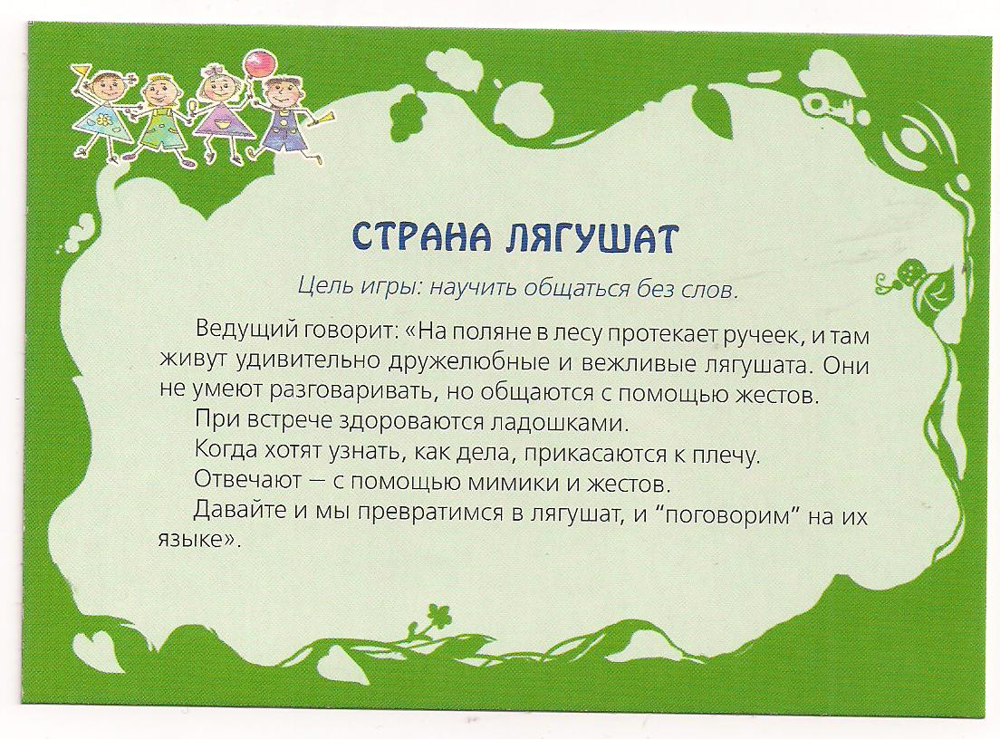 СТРАНА ЛЯГУШАТ
Цель игры: научить общаться без слов.
Ведущий говорит: «На поляне в лесу протекает ручеек, и там
живут удивительно дружелюбные и вежливые лягушата. Они
не умеют разговаривать, но общаются с помощью жестов.
При встрече здороваются ладошками.
Когда хотят узнать, как дела, прикасаются к плечу.
Отвечают — с помощью мимики и жестов.
Давайте и мы превратимся в лягушат, и “поговорим” на их
языке».